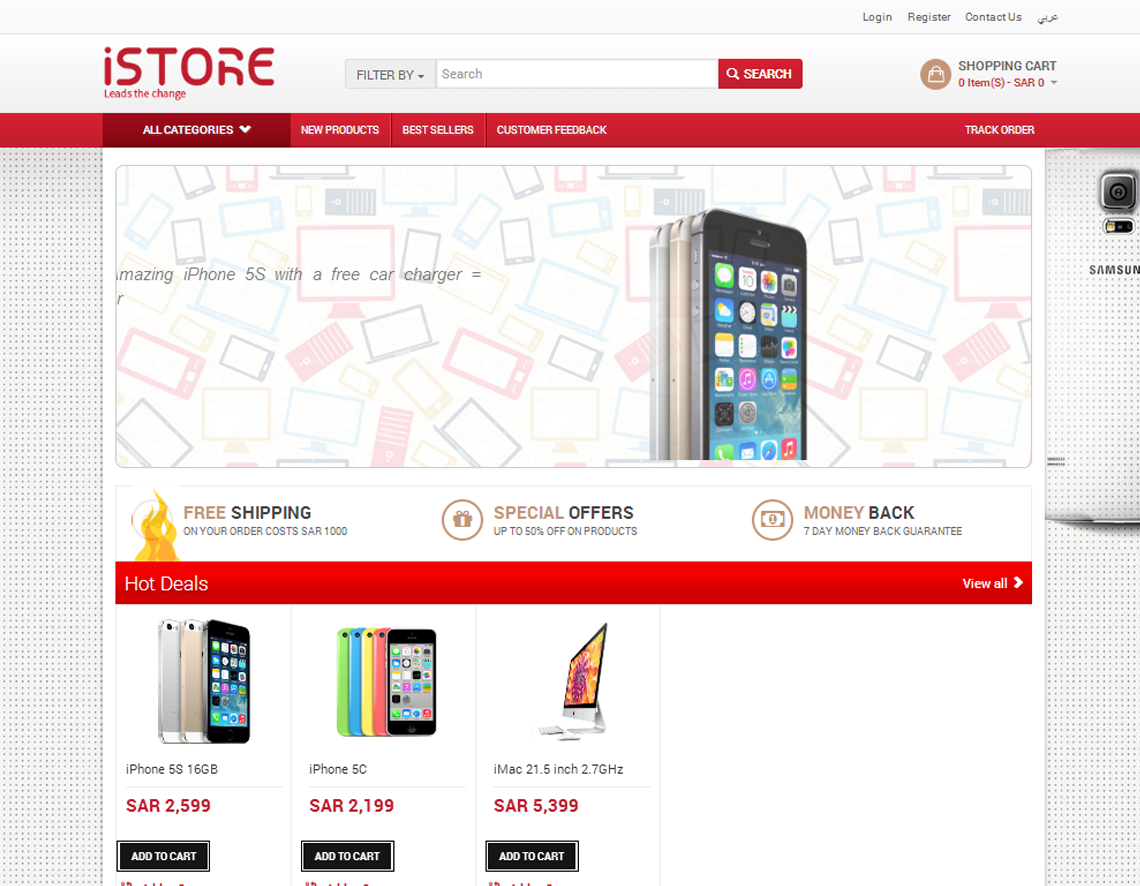 Login Register Contact Us عربي
iSTORE
Leads the change
FILTER BY Search SEARCH
SHOPPING CART
0 Item(S) - SAR 0
ALL CATEGORIES NEW PRODUCTS BEST SELLERS CUSTOMER FEEDBACK TRACK ORDER
mazing iPhone 5S with a free car charger =
r
SAMSUN
FREE SHIPPING
ON YOUR ORDER COSTS SAR 1000
SPECIAL OFFERS
UP TO 50% OFF ON PRODUCTS
MONEY BACK
7 DAY MONEY BACK GUARANTEE
Hot Deals View all
iPhone 5S 16GB iPhone 5C iMac 21.5 inch 2.7GHz
SAR 2,599 SAR 2,199 SAR 5,399
ADD TO CART ADD TO CART ADD TO CART